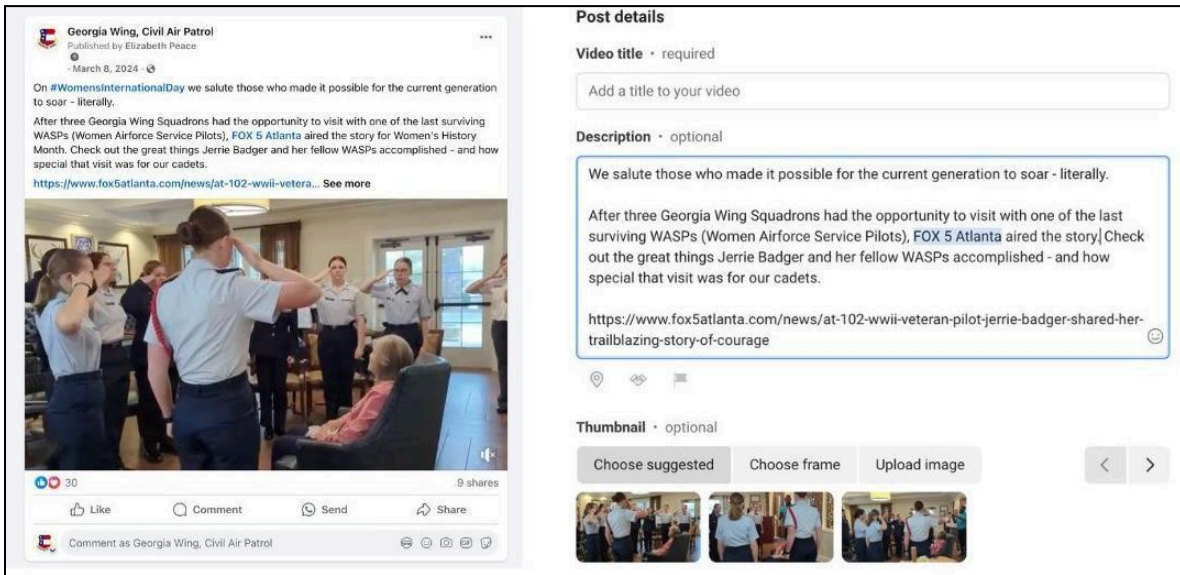 Georgia Wing, Civil Air Patrol
Published by Elizabeth Peace
· March 8, 2024 ·
On #WomensInternationalDay we salute those who made it possible for the current generation
to soar - literally.
After three Georgia Wing Squadrons had the opportunity to visit with one of the last surviving
WASPs (Women Airforce Service Pilots), FOX 5 Atlanta aired the story for Women's History
Month. Check out the great things Jerrie Badger and her fellow WASPs accomplished - and how
special that visit was for our cadets.
https://www.fox5atlanta.com/news/at-102-wwii-vetera... See more
30
9 shares
Like
Comment
Send
Share
Comment as Georgia Wing, Civil Air Patrol
Post details
Video title · required
Add a title to your video
Description · optional
We salute those who made it possible for the current generation to soar - literally.
After three Georgia Wing Squadrons had the opportunity to visit with one of the last
surviving WASPs (Women Airforce Service Pilots), FOX 5 Atlanta aired the story. Check
out the great things Jerrie Badger and her fellow WASPs accomplished - and how
special that visit was for our cadets.
https://www.fox5atlanta.com/news/at-102-wwii-veteran-pilot-jerrie-badger-shared-her-
trailblazing-story-of-courage
Thumbnail · optional
Choose suggested
Choose frame
Upload image